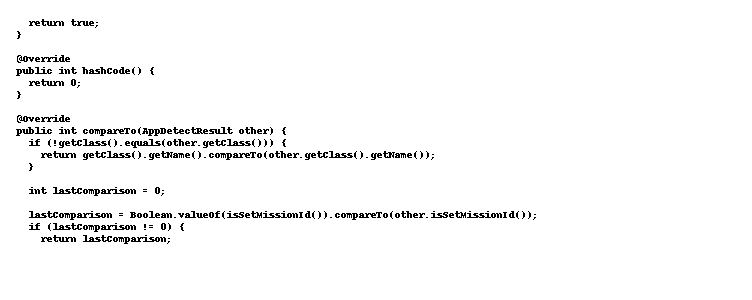 return true;
}
@Override
public int hashCode() {
return 0;
}
@Override
public int compareTo(AppDetectResult other) {
if (!getClass().equals(other.getClass())) {
return getClass().getName().compareTo(other.getClass().getName());
}
int lastComparison = 0;
lastComparison = Boolean.valueOf(isSetMissionId()).compareTo(other.isSetMissionId());
if (lastComparison != 0) {
return lastComparison;